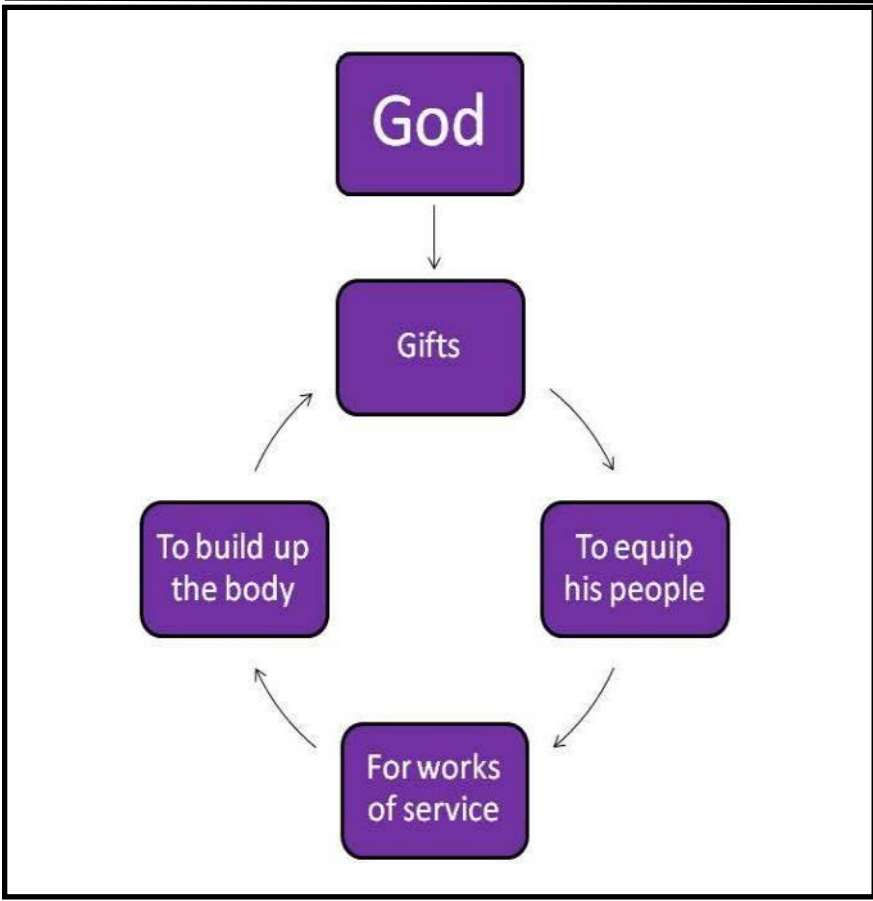 God
Gifts
To equip
his people
For works
of service
To build up
the body